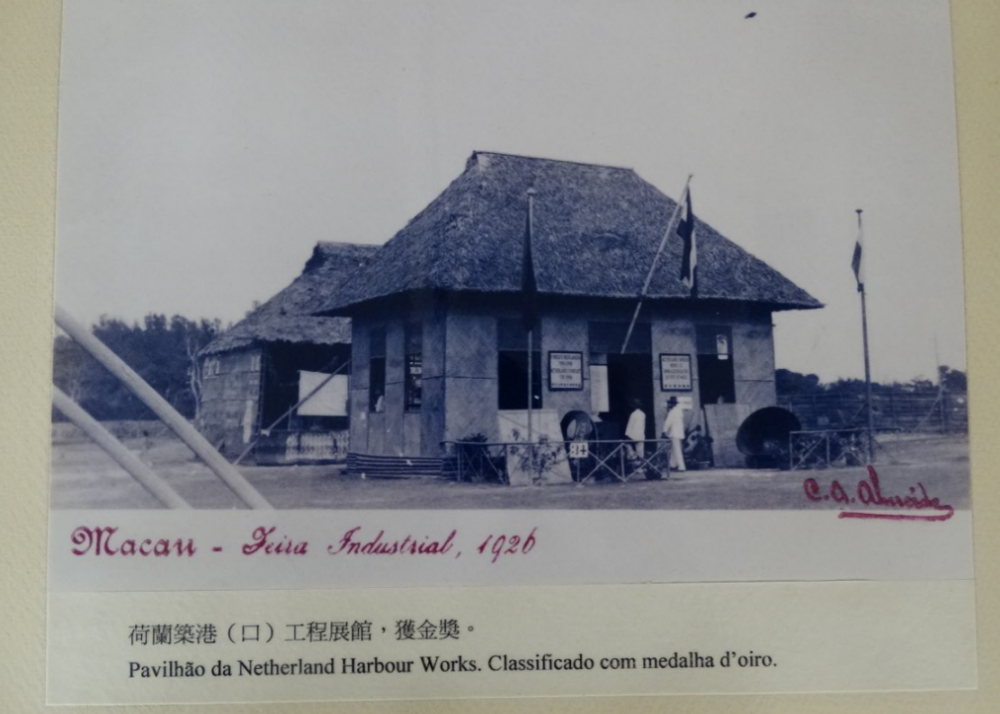 34
C. A. Almeida
Macau - Feira Industrial, 1926
荷蘭築港（口）工程展館，獲金獎。
Pavilhão da Netherland Harbour Works. Classificado com medalha d’oiro.